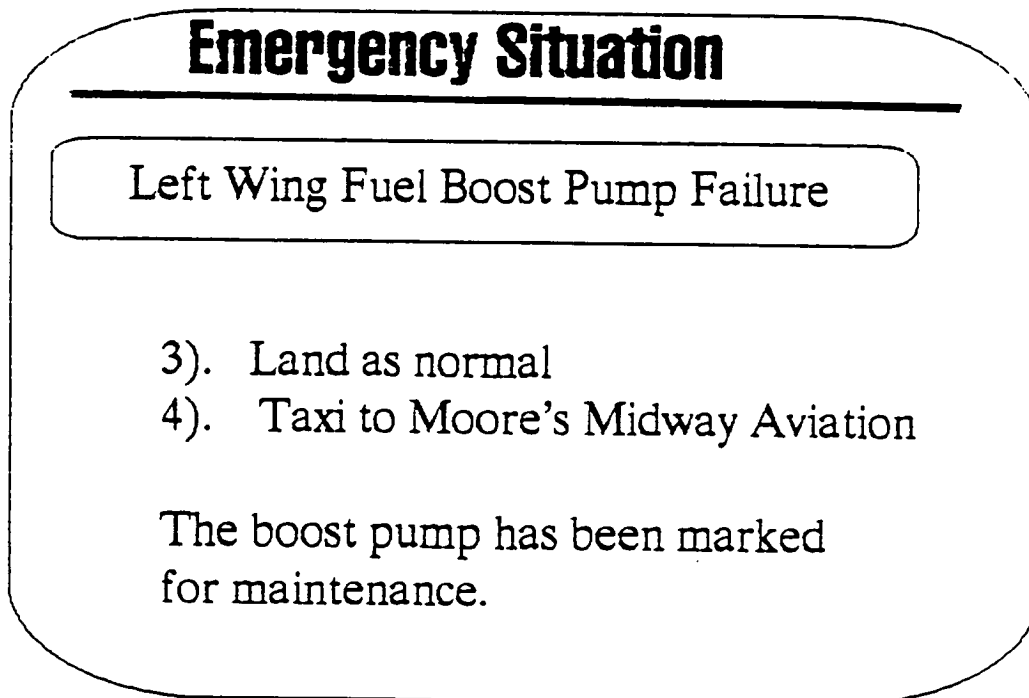 Emergency Situation
Left Wing Fuel Boost Pump Failure
3). Land as normal
4). Taxi to Moore's Midway Aviation
The boost pump has been marked
for maintenance.